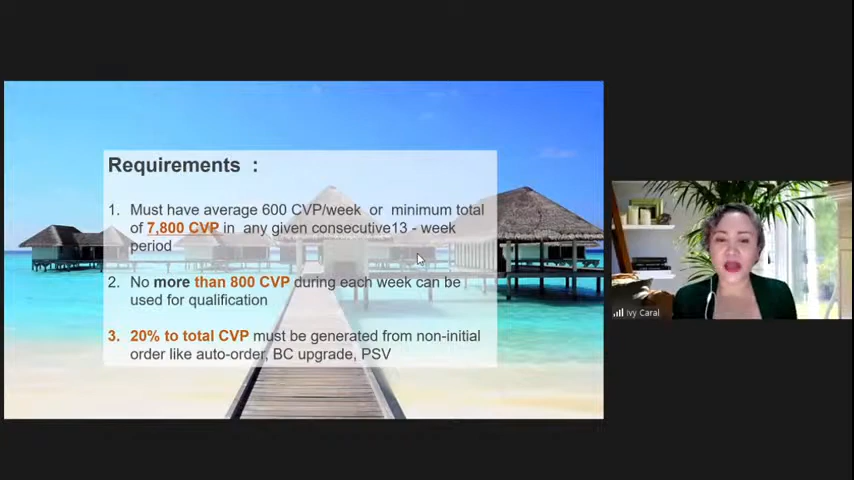 Requirements :
1. Must have average 600 CVP/week or minimum total
of 7,800 CVP in any given consecutive13 - week
period
2. No more than 800 CVP during each week can be
used for qualification
3. 20% to total CVP must be generated from non-initial
order like auto-order, BC upgrade, PSV
Ivy Caral